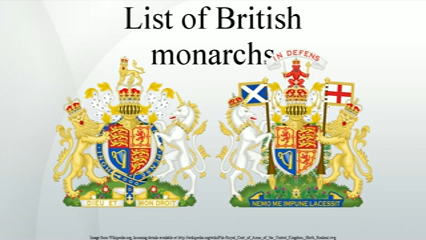 List of British
monarchs
IN DEFENS
DIEU ET MON DROIT
NEMO ME IMPUNE LACESSIT